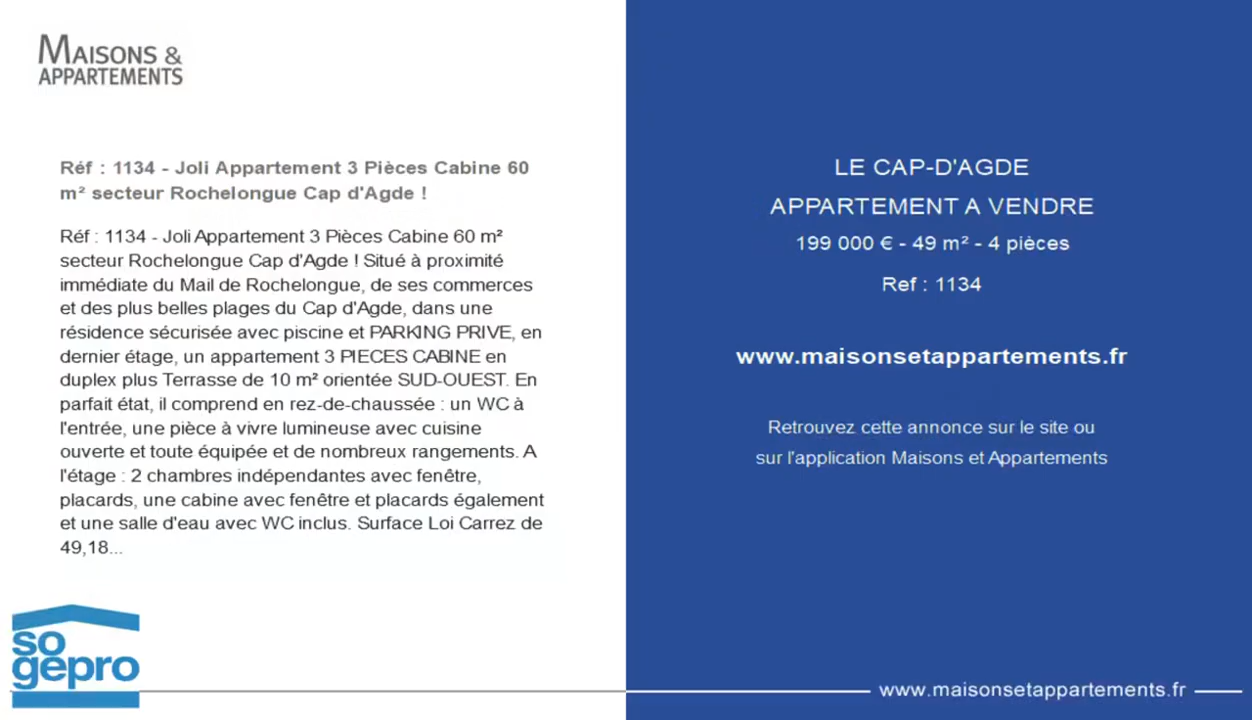 MAISONS &
APPARTEMENTS
Réf : 1134 - Joli Appartement 3 Pièces Cabine 60
m² secteur Rochelongue Cap d'Agde !
Réf : 1134 - Joli Appartement 3 Pièces Cabine 60 m²
secteur Rochelongue Cap d'Agde ! Situé à proximité
immédiate du Mail de Rochelongue, de ses commerces
et des plus belles plages du Cap d'Agde, dans une
résidence sécurisée avec piscine et PARKING PRIVE, en
dernier étage, un appartement 3 PIECES CABINE en
duplex plus Terrasse de 10 m² orientée SUD-OUEST. En
parfait état, il comprend en rez-de-chaussée : un WC à
l'entrée, une pièce à vivre lumineuse avec cuisine
ouverte et toute équipée et de nombreux rangements. A
l'étage : 2 chambres indépendantes avec fenêtre,
placards, une cabine avec fenêtre et placards également
et une salle d'eau avec WC inclus. Surface Loi Carrez de
49,18...
so
gepro
LE CAP-D'AGDE
APPARTEMENT A VENDRE
199 000 € - 49 m² - 4 pièces
Ref : 1134
www.maisonsetappartements.fr
Retrouvez cette annonce sur le site ou
sur l'application Maisons et Appartements
www.maisonsetappartements.fr